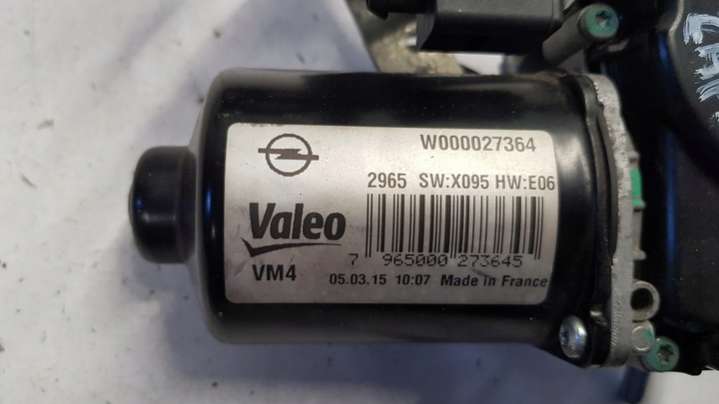 W000027364
2965 SW:X095 HW:E06
Valeo
7 965000 273645
VM4
05.03.15 10:07 Made in France